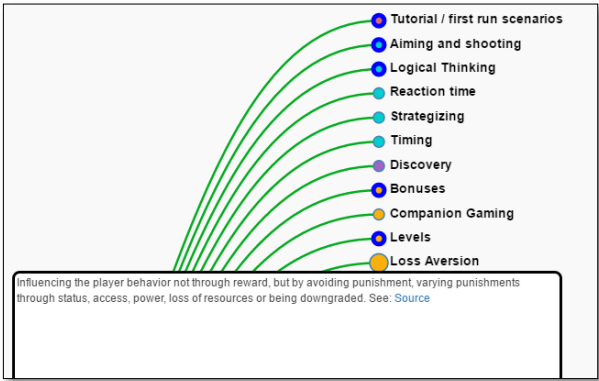 Tutorial / first run scenarios
Aiming and shooting
Logical Thinking
Reaction time
Strategizing
Timing
Discovery
Bonuses
Companion Gaming
Levels
Loss Aversion
Influencing the player behavior not through reward, but by avoiding punishment, varying punishments
through status, access, power, loss of resources or being downgraded. See: Source